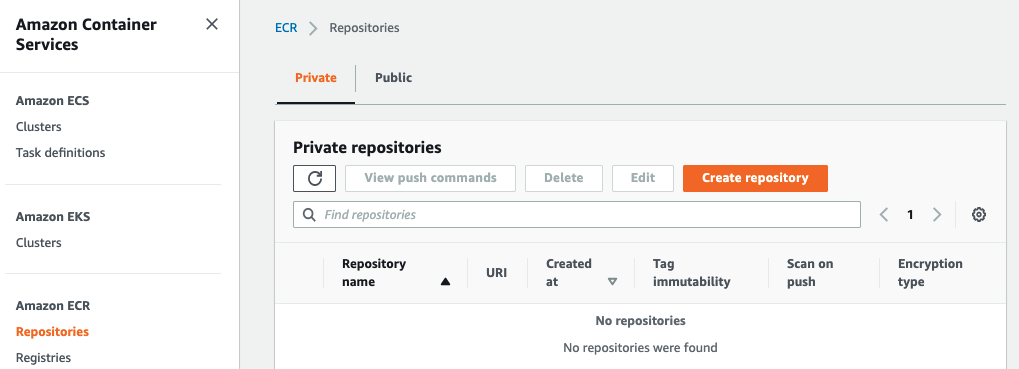 Amazon Container
Services
Amazon ECS
Clusters
Task definitions
Amazon EKS
Clusters
Amazon ECR
Repositories
Registries
ECR Repositories
Private Public
Private repositories
View push commands Delete Edit Create repository
Find repositories 1
Repository
name
URI
Created
at
Tag
immutability
Scan on
push
Encryption
type
No repositories
No repositories were found